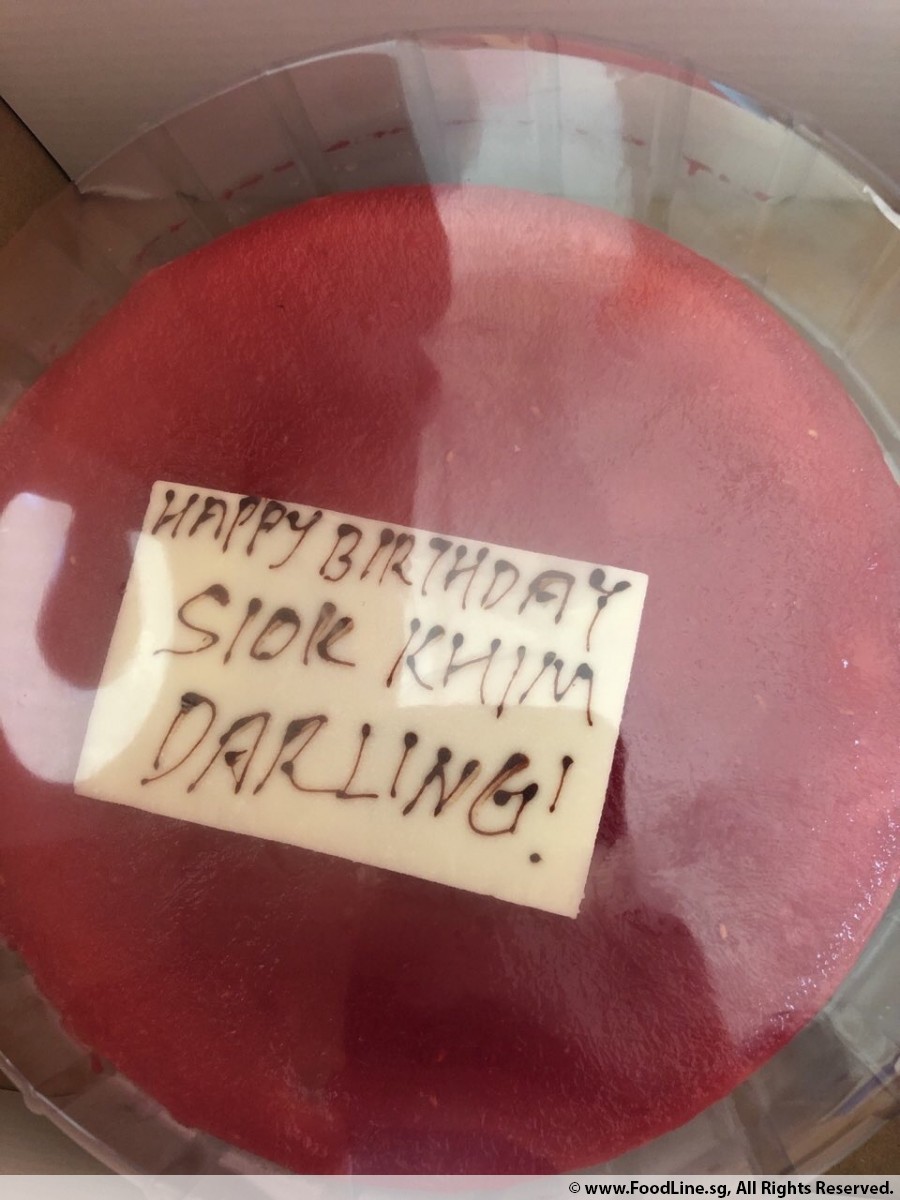 HAPPY BIRTHDAY
SIOK KHIM
DARLING!
© www.FoodLine.sg, All Rights Reserved.